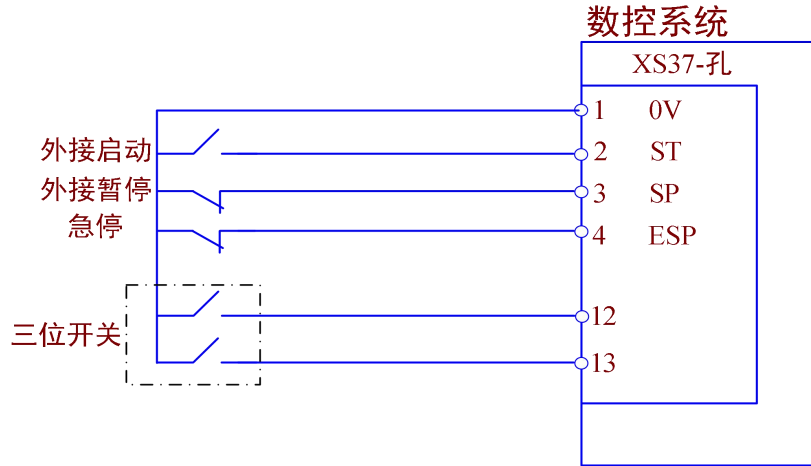 数控系统
XS37-孔
1 0V
外接启动 2 ST
外接暂停 3 SP
急停 4 ESP
12
三位开关
13